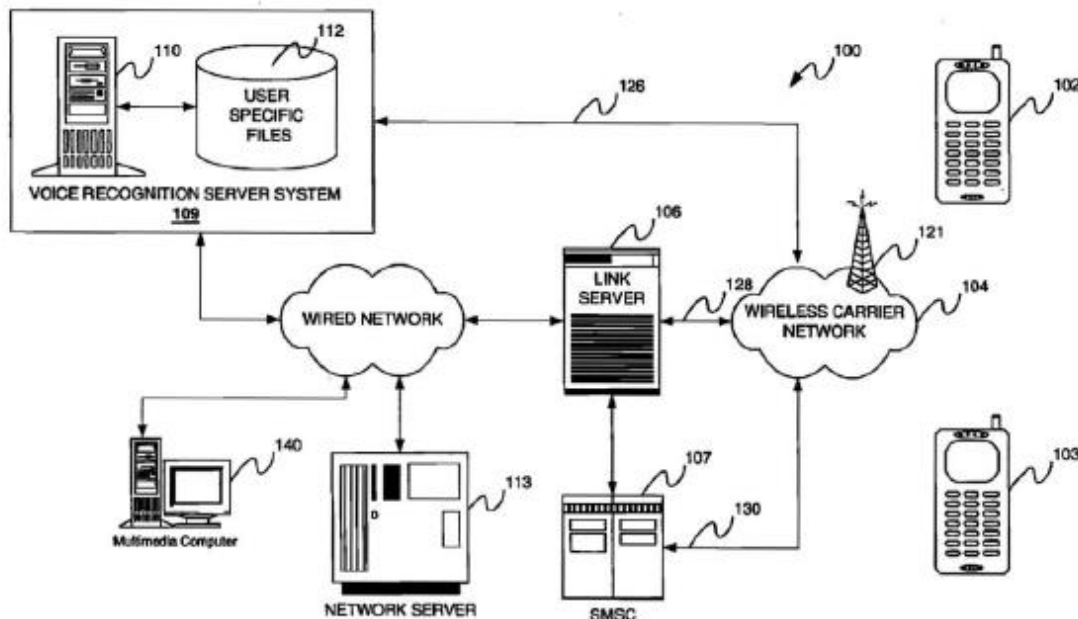 110
112
USER
SPECIFIC
FILES
VOICE RECOGNITION SERVER SYSTEM
109
126
100
102
106
LINK
SERVER
128
121
WIRELESS CARRIER
NETWORK
104
WIRED NETWORK
140
Multimedia Computer
113
NETWORK SERVER
107
130
SMSC
103